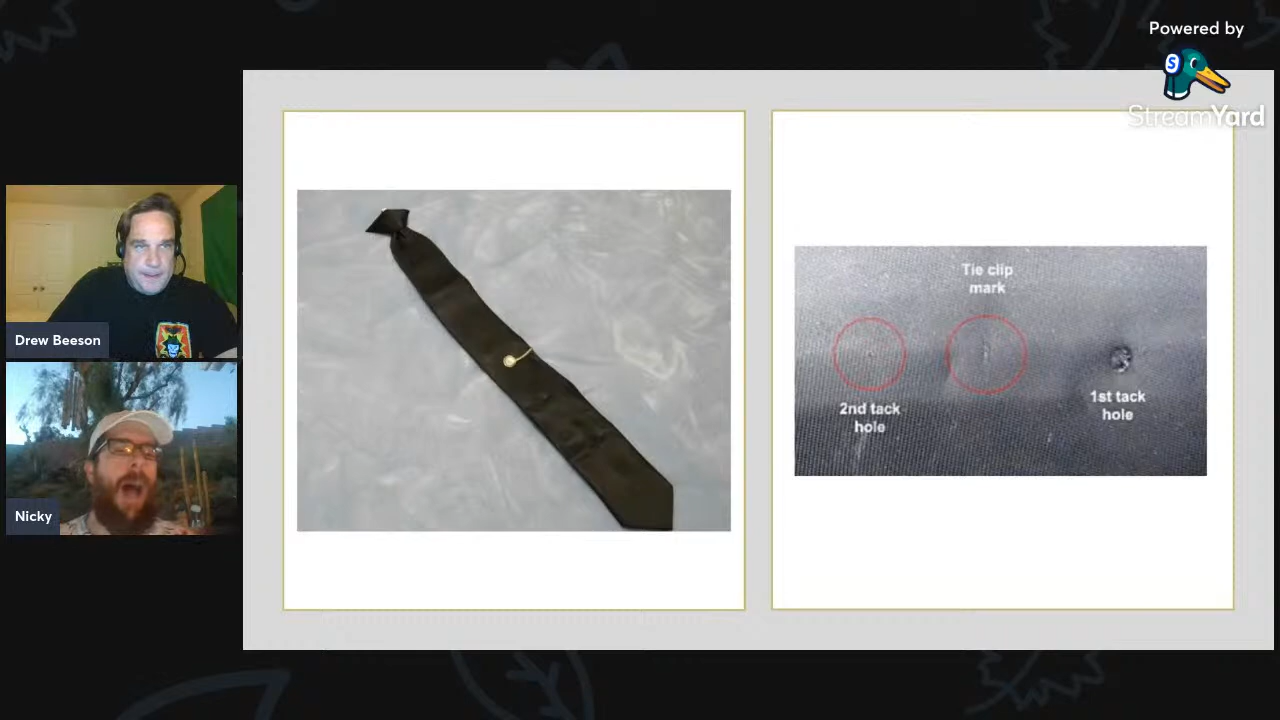 Powered by
StreamYard
Drew Beeson
Nicky
Tie clip
mark
2nd tack
hole
1st tack
hole